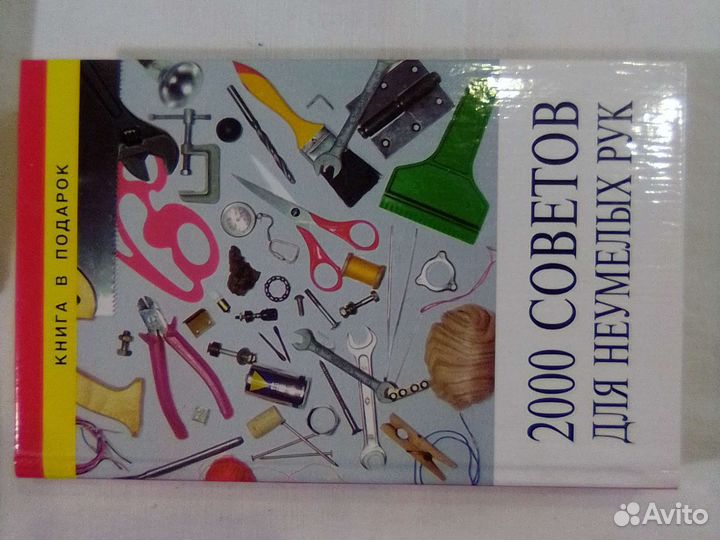 КНИГА В ПОДАРОК
2000 СОВЕТОВ
ДЛЯ НЕУМЕЛЫХ РУК
Avito